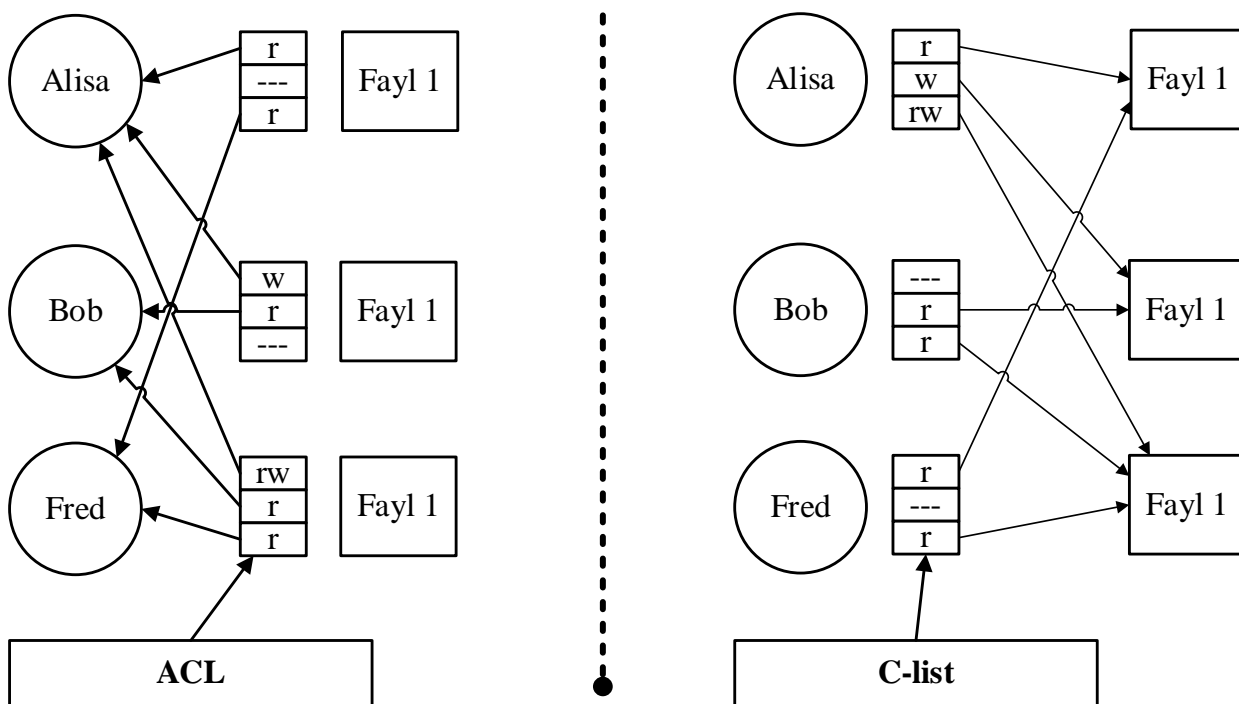 Alisa
r
---
r
Fayl 1
Bob
w
r
---
Fayl 1
Fred
rw
r
r
Fayl 1
ACL
Alisa
r
w
rw
Fayl 1
Bob
---
r
r
Fayl 1
Fred
r
---
r
Fayl 1
C-list